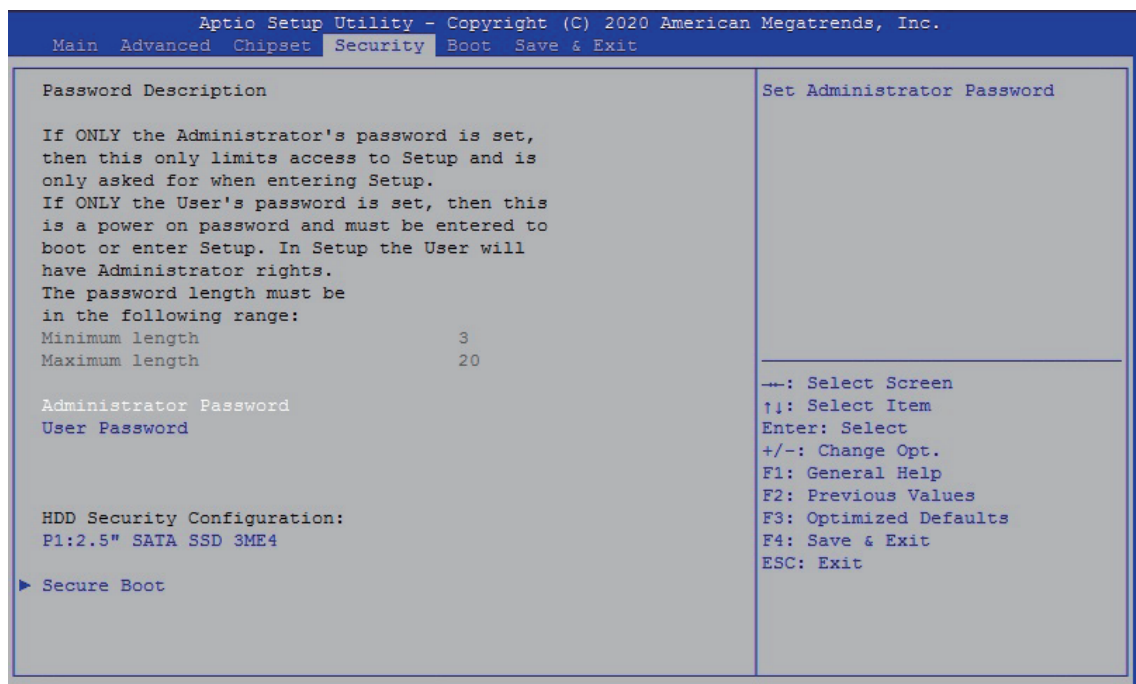 Aptio Setup Utility - Copyright (C) 2020 American Megatrends, Inc.
Main Advanced Chipset Security Boot Save & Exit
Password Description
If ONLY the Administrator's password is set,
then this only limits access to Setup and is
only asked for when entering Setup.
If ONLY the User's password is set, then this
is a power on password and must be entered to
boot or enter Setup. In Setup the User will
have Administrator rights.
The password length must be
in the following range:
Minimum length 3
Maximum length 20
Administrator Password
User Password
HDD Security Configuration:
P1:2.5" SATA SSD 3ME4
▶ Secure Boot
Set Administrator Password
→←: Select Screen
↑↓: Select Item
Enter: Select
+/-: Change Opt.
F1: General Help
F2: Previous Values
F3: Optimized Defaults
F4: Save & Exit
ESC: Exit